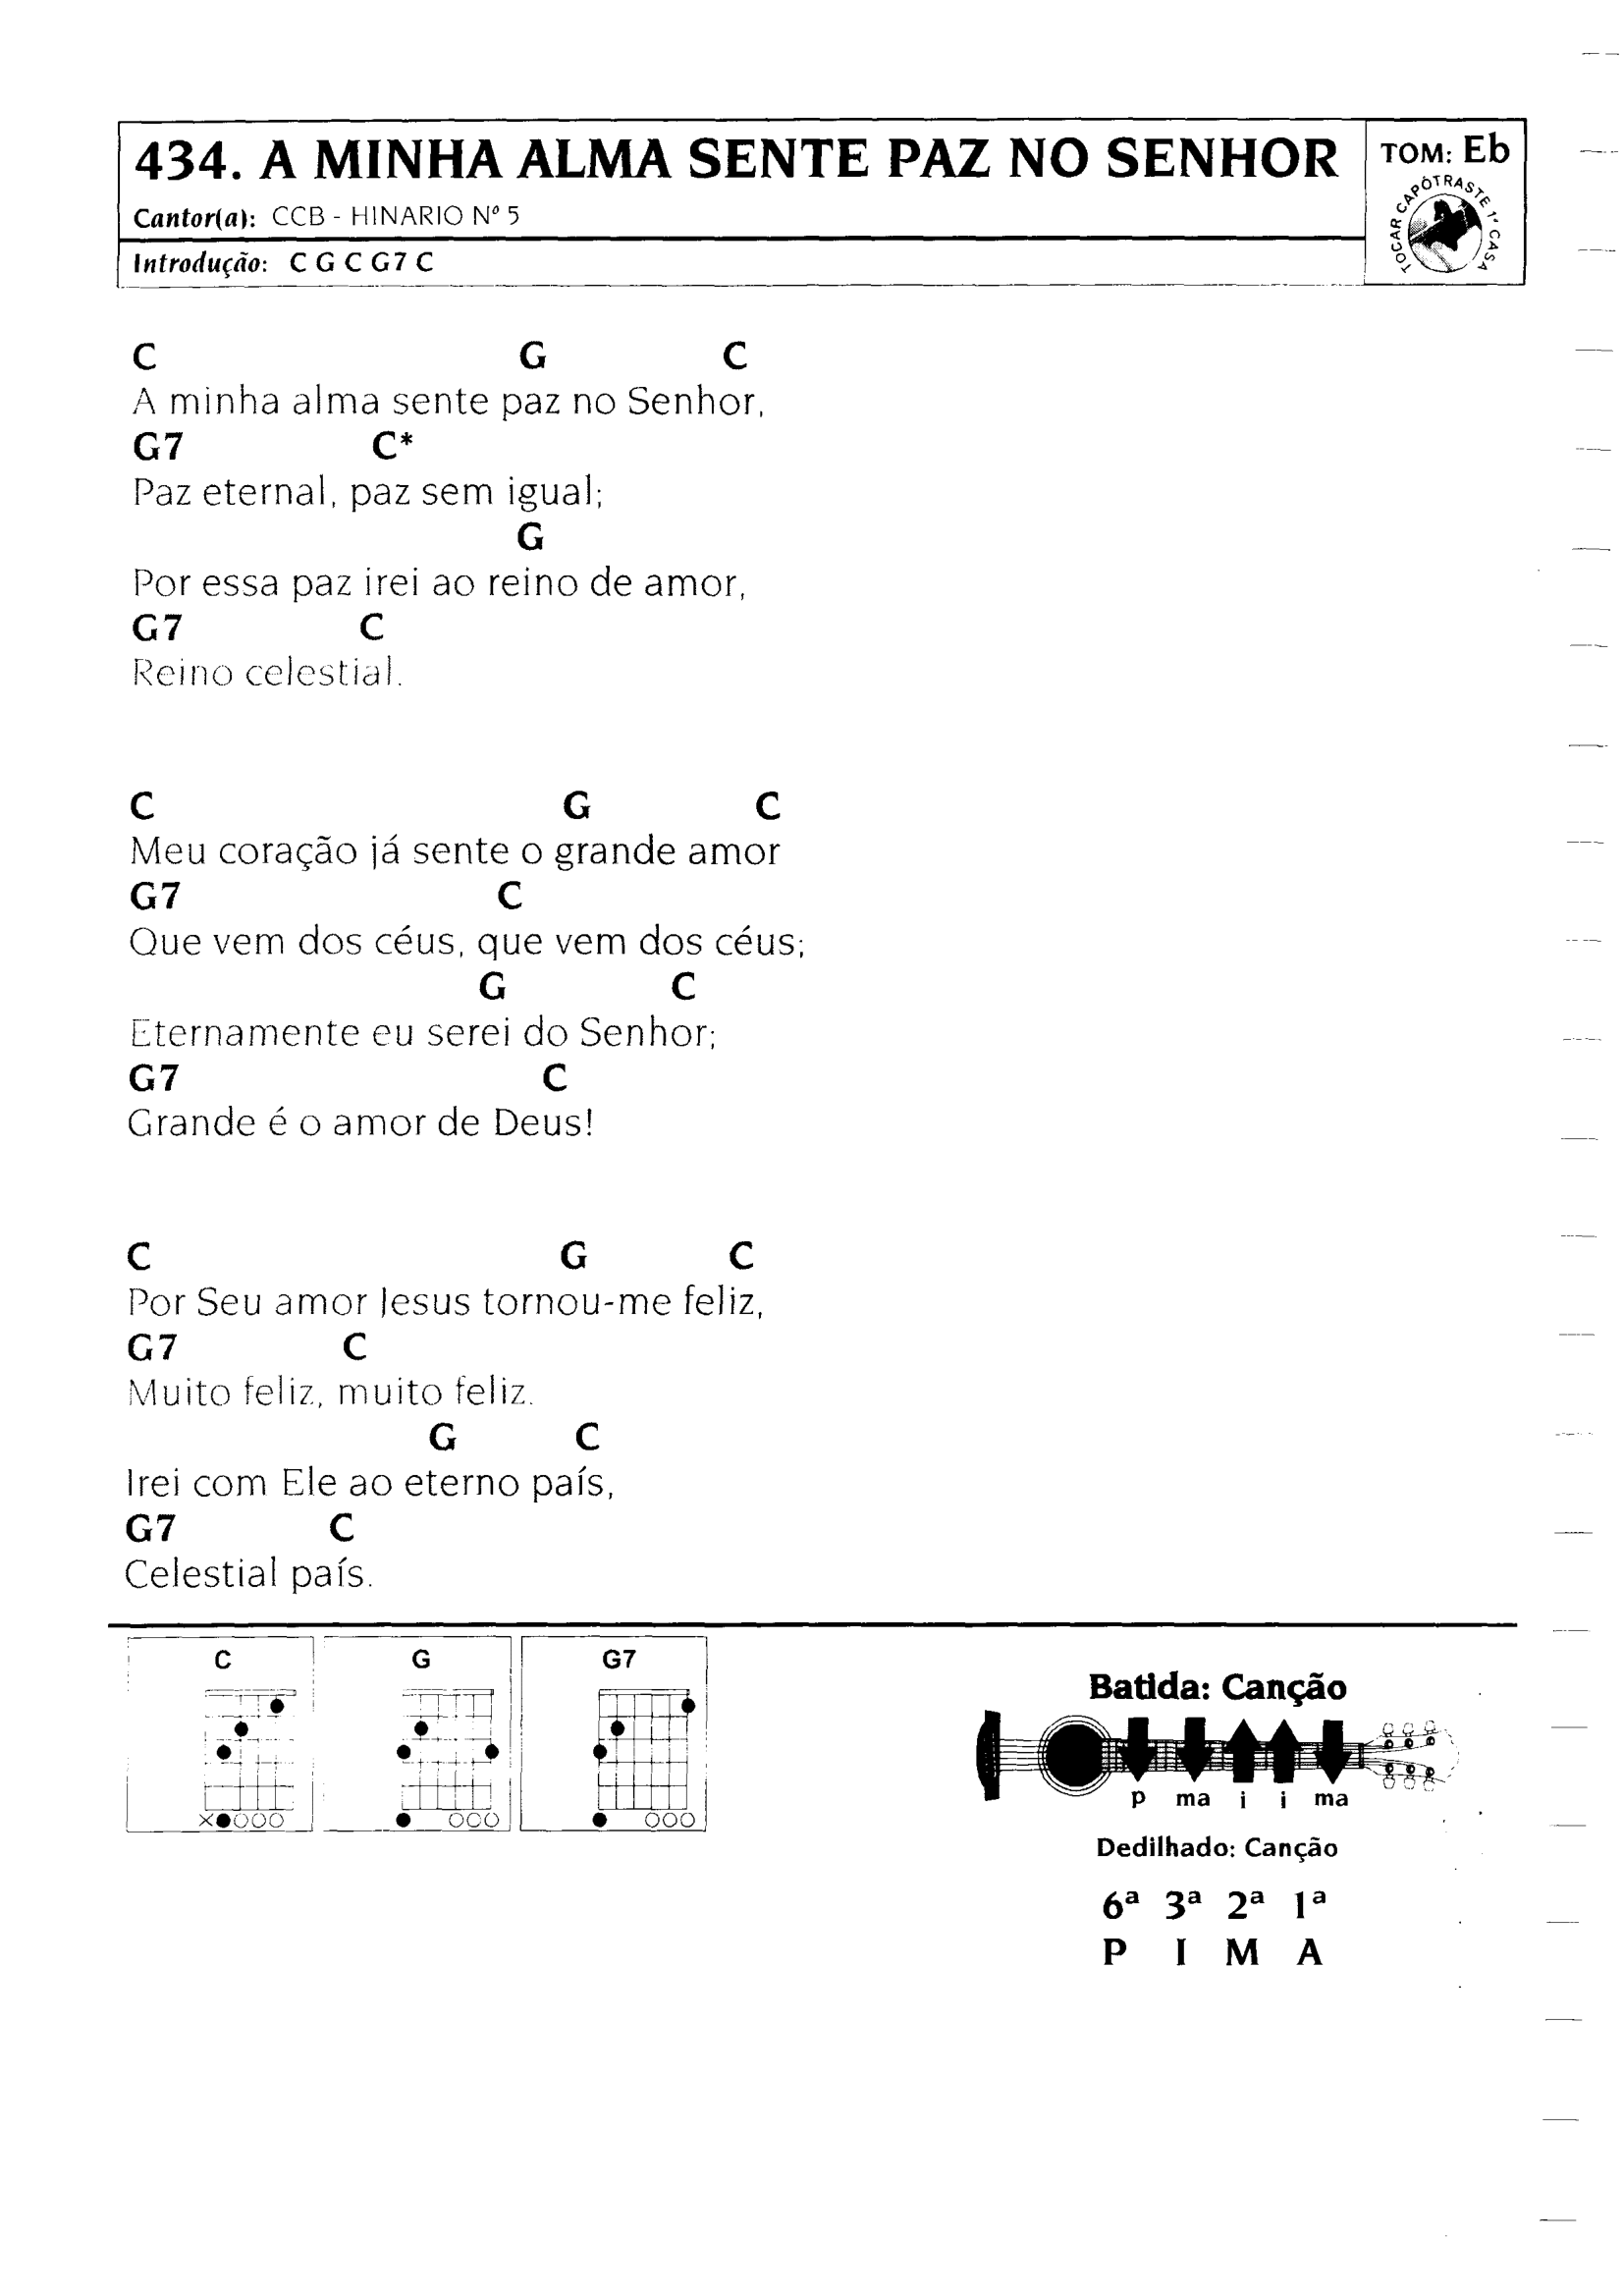 434. A MINHA ALMA SENTE PAZ NO SENHOR
TOM: Eb
TOCAR CAPÓTRASTE 1ª CASA
Cantor(a): CCB - HINARIO Nº 5
Introdução: C G C G7 C
C G C
A minha alma sente paz no Senhor,
G7 C*
Paz eternal, paz sem igual;
G
Por essa paz irei ao reino de amor,
G7 C
Reino celestial.
C G C
Meu coração já sente o grande amor
G7 C
Que vem dos céus, que vem dos céus;
G C
Eternamente eu serei do Senhor;
G7 C
Grande é o amor de Deus!
C G C
Por Seu amor Jesus tornou-me feliz,
G7 C
Muito feliz, muito feliz.
G C
Irei com Ele ao eterno país,
G7 C
Celestial país.
C G G7
Batida: Canção
p ma i i ma
Dedilhado: Canção
6ª 3ª 2ª 1ª
P I M A